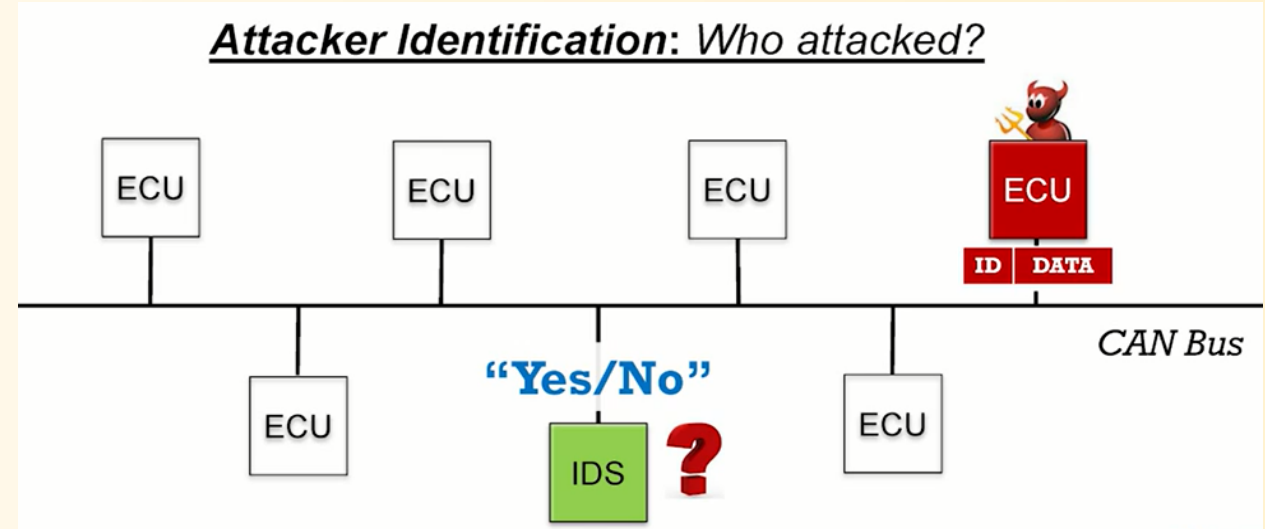 Attacker Identification: Who attacked?
ECU
ECU
ECU
ECU
ID DATA
CAN Bus
“Yes/No”
ECU
ECU
IDS
?